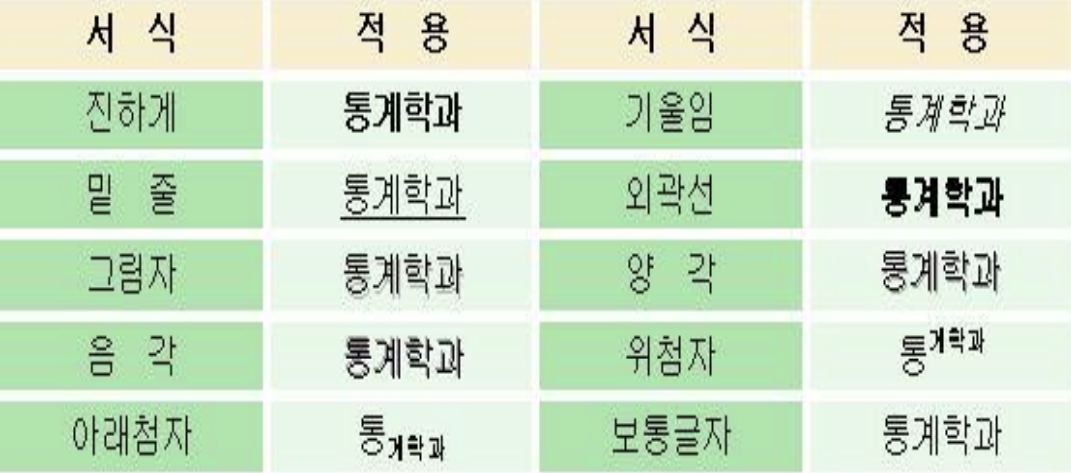 서 식 적 용 서 식 적 용
진하게 통계학과 기울임 통계학과
밑 줄 통계학과 외곽선 통계학과
그림자 통계학과 양 각 통계학과
음 각 통계학과 위첨자 통계학과
아래첨자 통계학과 보통글자 통계학과